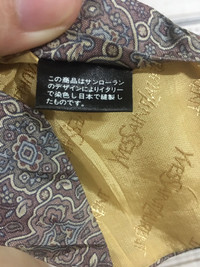 この商品はサンローラン
のデザインによりイタリー
で染色し日本で縫製し
たものです。
YVES SAINT LAURENT